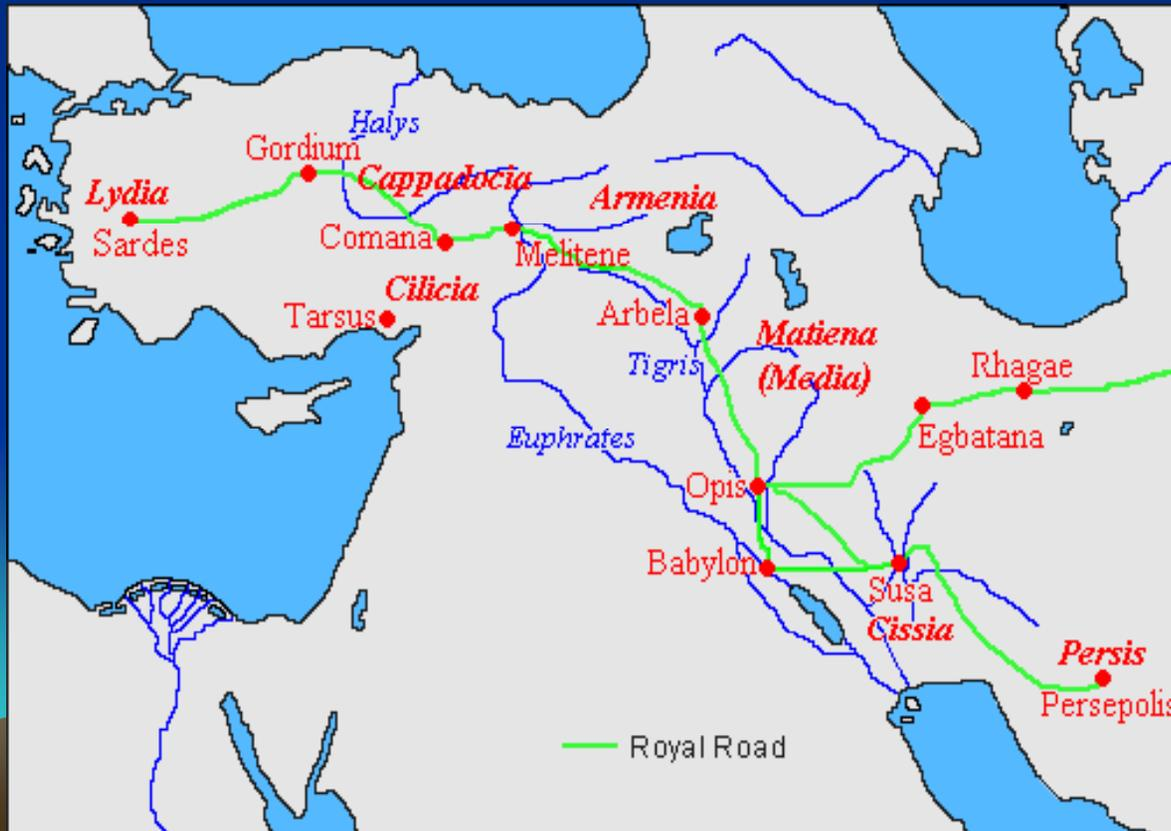 Halys
Gordium
Cappadocia
Lydia
Armenia
Sardes
Comana
Melitene
Cilicia
Tarsus
Arbela
Matiena
(Media)
Tigris
Rhagae
Euphrates
Egbatana
Opis
Babylon
Susa
Cissia
Persis
Persepolis
Royal Road